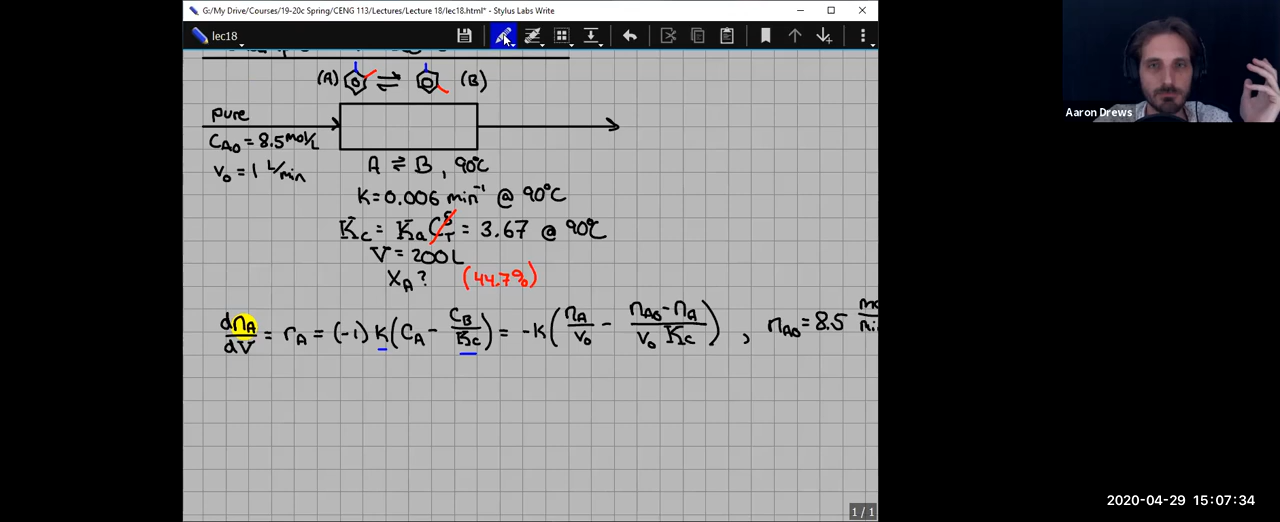 G:/My Drive/Courses/19-20c Spring/CENG 113/Lectures/Lecture 18/lec18.html* - Stylus Labs Write
lec18
Aaron Drews
(A) ⇌ (B)
pure
C_A0 = 8.5 mol/L
v_0 = 1 L/min
A ⇌ B, 90°C
k = 0.006 min⁻¹ @ 90°C
K_c = K_a C_T^δ = 3.67 @ 90°C
V = 200L
X_A? (44.7%)
dn_A/dV = r_A = (-1) k (C_A - C_B/K_c) = -k (n_A/v_0 - (n_A0 - n_A)/(v_0 K_c)), n_A0 = 8.5
1 / 1
2020-04-29 15:07:34